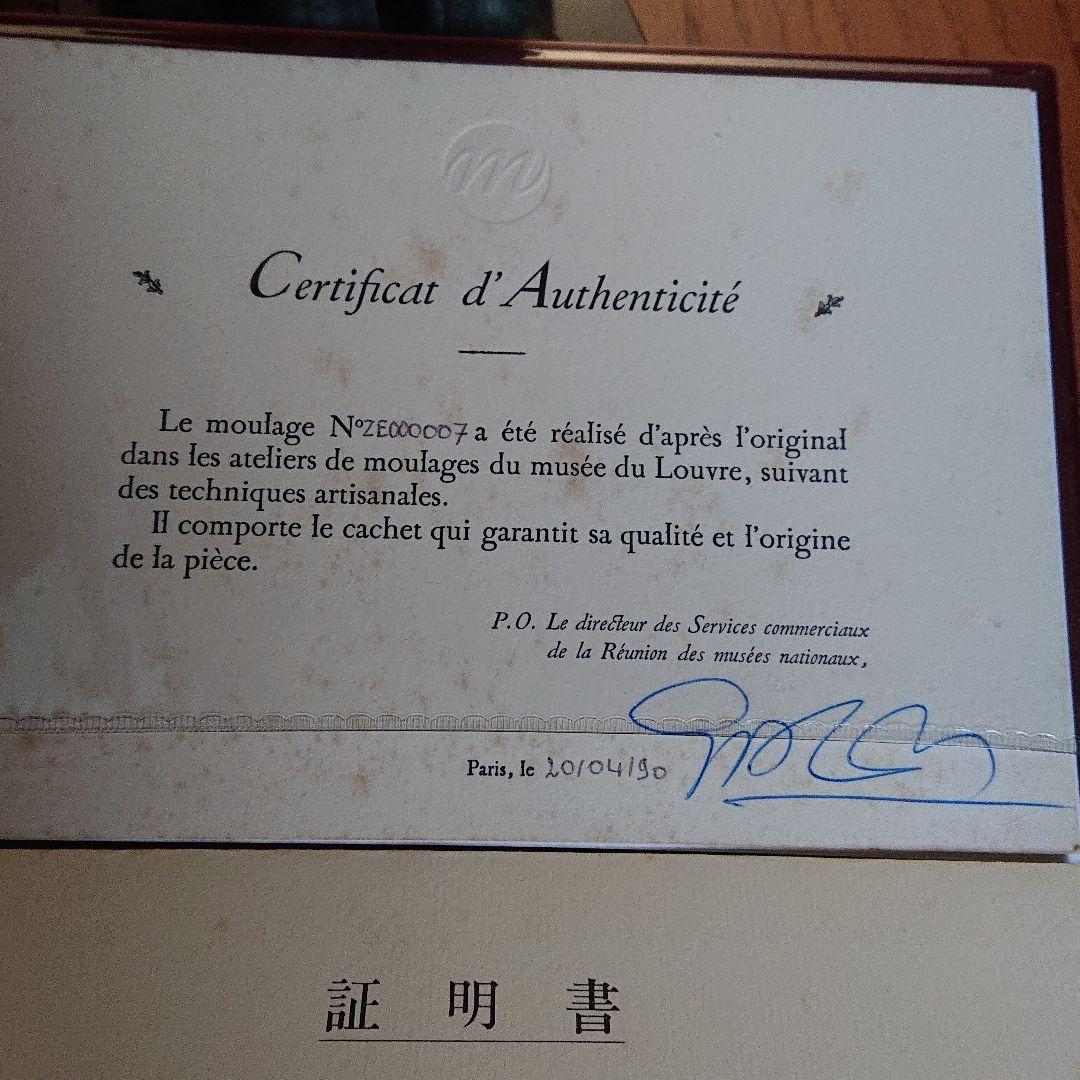 m
Certificat d'Authenticité
Le moulage NoZE000007 a été réalisé d'après l'original
dans les ateliers de moulages du musée du Louvre, suivant
des techniques artisanales.
Il comporte le cachet qui garantit sa qualité et l'origine
de la pièce.
P.O. Le directeur des Services commerciaux
de la Réunion des musées nationaux,
Paris, le 20/04/90
証明書